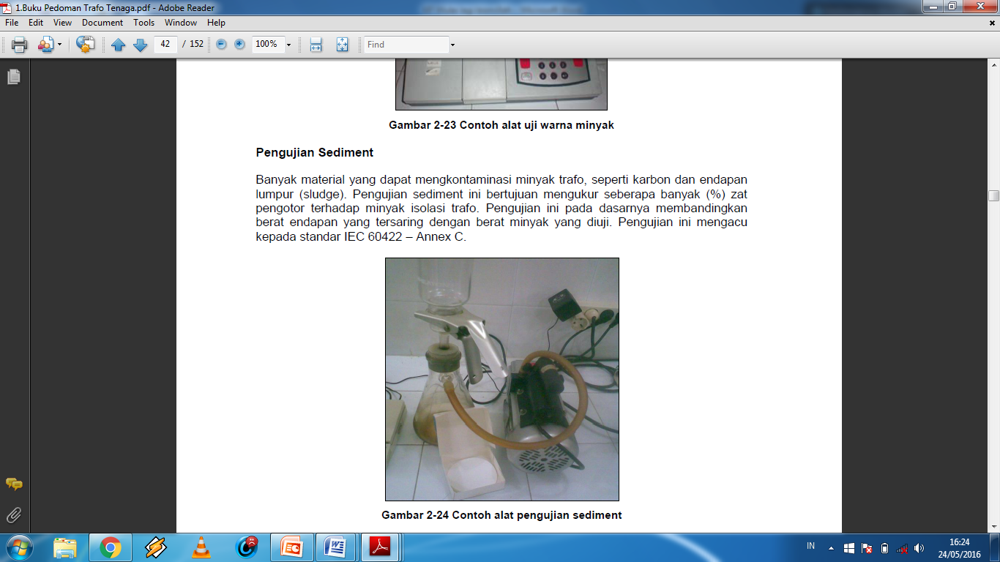 1.Buku Pedoman Trafo Tenaga.pdf - Adobe Reader
File Edit View Document Tools Window Help
42 / 152 100% Find
Gambar 2-23 Contoh alat uji warna minyak
Pengujian Sediment
Banyak material yang dapat mengkontaminasi minyak trafo, seperti karbon dan endapan
lumpur (sludge). Pengujian sediment ini bertujuan mengukur seberapa banyak (%) zat
pengotor terhadap minyak isolasi trafo. Pengujian ini pada dasarnya membandingkan
berat endapan yang tersaring dengan berat minyak yang diuji. Pengujian ini mengacu
kepada standar IEC 60422 – Annex C.
Gambar 2-24 Contoh alat pengujian sediment
IN
16:24
24/05/2016